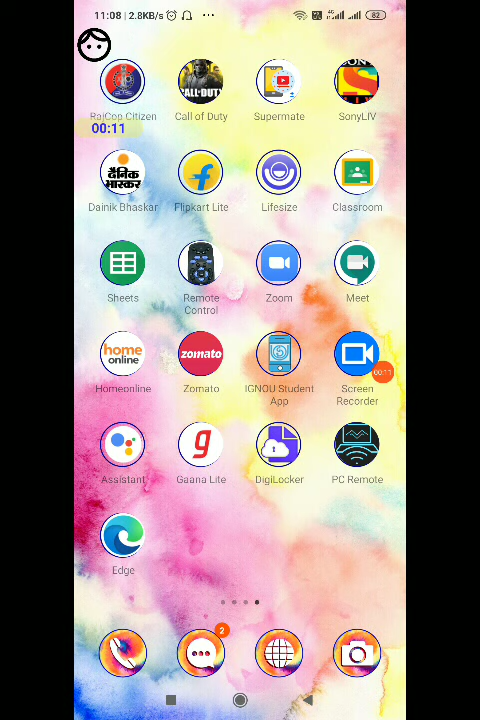 11:08 | 2.8KB/s ... 4G 82
RajCop Citizen
Call of Duty
Supermate
SonyLIV
00:11
CALL·DUTY
SONY
दैनिक
भास्कर
Dainik Bhaskar
Flipkart Lite
Lifesize
Classroom
Sheets
Remote
Control
Zoom
Meet
home
online
zomato
00:11
Homeonline
Zomato
IGNOU Student
App
Screen
Recorder
g
Assistant
Gaana Lite
DigiLocker
PC Remote
Edge
2